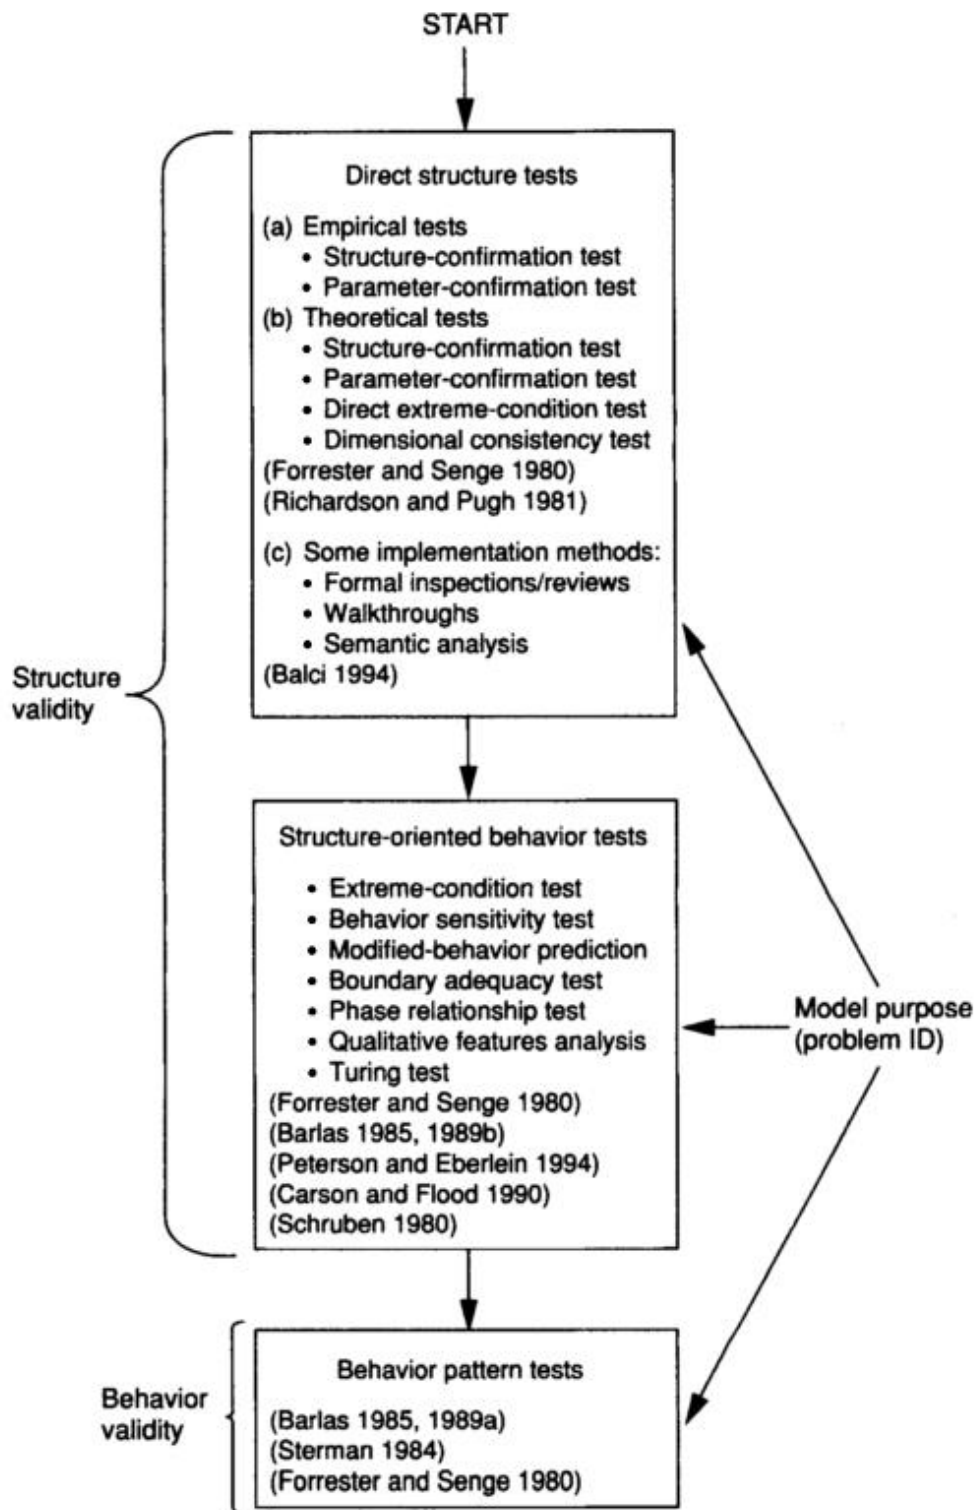 START
Direct structure tests
(a) Empirical tests
• Structure-confirmation test
• Parameter-confirmation test
(b) Theoretical tests
• Structure-confirmation test
• Parameter-confirmation test
• Direct extreme-condition test
• Dimensional consistency test
(Forrester and Senge 1980)
(Richardson and Pugh 1981)
(c) Some implementation methods:
• Formal inspections/reviews
• Walkthroughs
• Semantic analysis
(Balci 1994)
Structure
validity
Structure-oriented behavior tests
• Extreme-condition test
• Behavior sensitivity test
• Modified-behavior prediction
• Boundary adequacy test
• Phase relationship test
• Qualitative features analysis
• Turing test
(Forrester and Senge 1980)
(Barlas 1985, 1989b)
(Peterson and Eberlein 1994)
(Carson and Flood 1990)
(Schruben 1980)
Model purpose
(problem ID)
Behavior pattern tests
(Barlas 1985, 1989a)
(Sterman 1984)
(Forrester and Senge 1980)
Behavior
validity